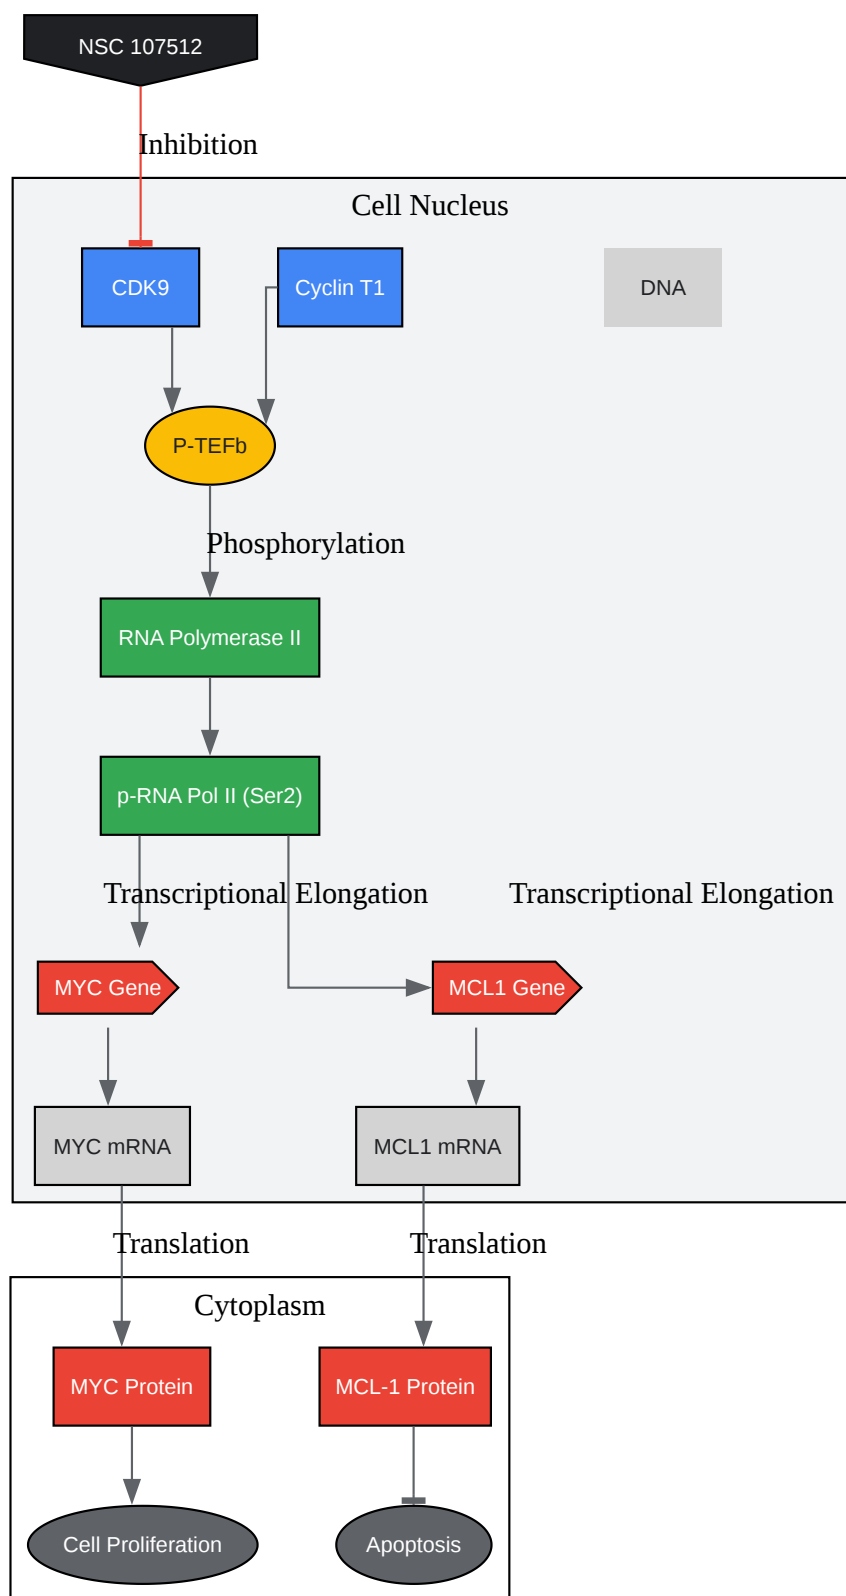 NSC 107512
Inhibition
Cell Nucleus
CDK9
Cyclin T1
DNA
P-TEFb
Phosphorylation
RNA Polymerase II
p-RNA Pol II (Ser2)
Transcriptional Elongation
Transcriptional Elongation
MYC Gene
MCL1 Gene
MYC mRNA
MCL1 mRNA
Translation
Translation
Cytoplasm
MYC Protein
MCL-1 Protein
Cell Proliferation
Apoptosis